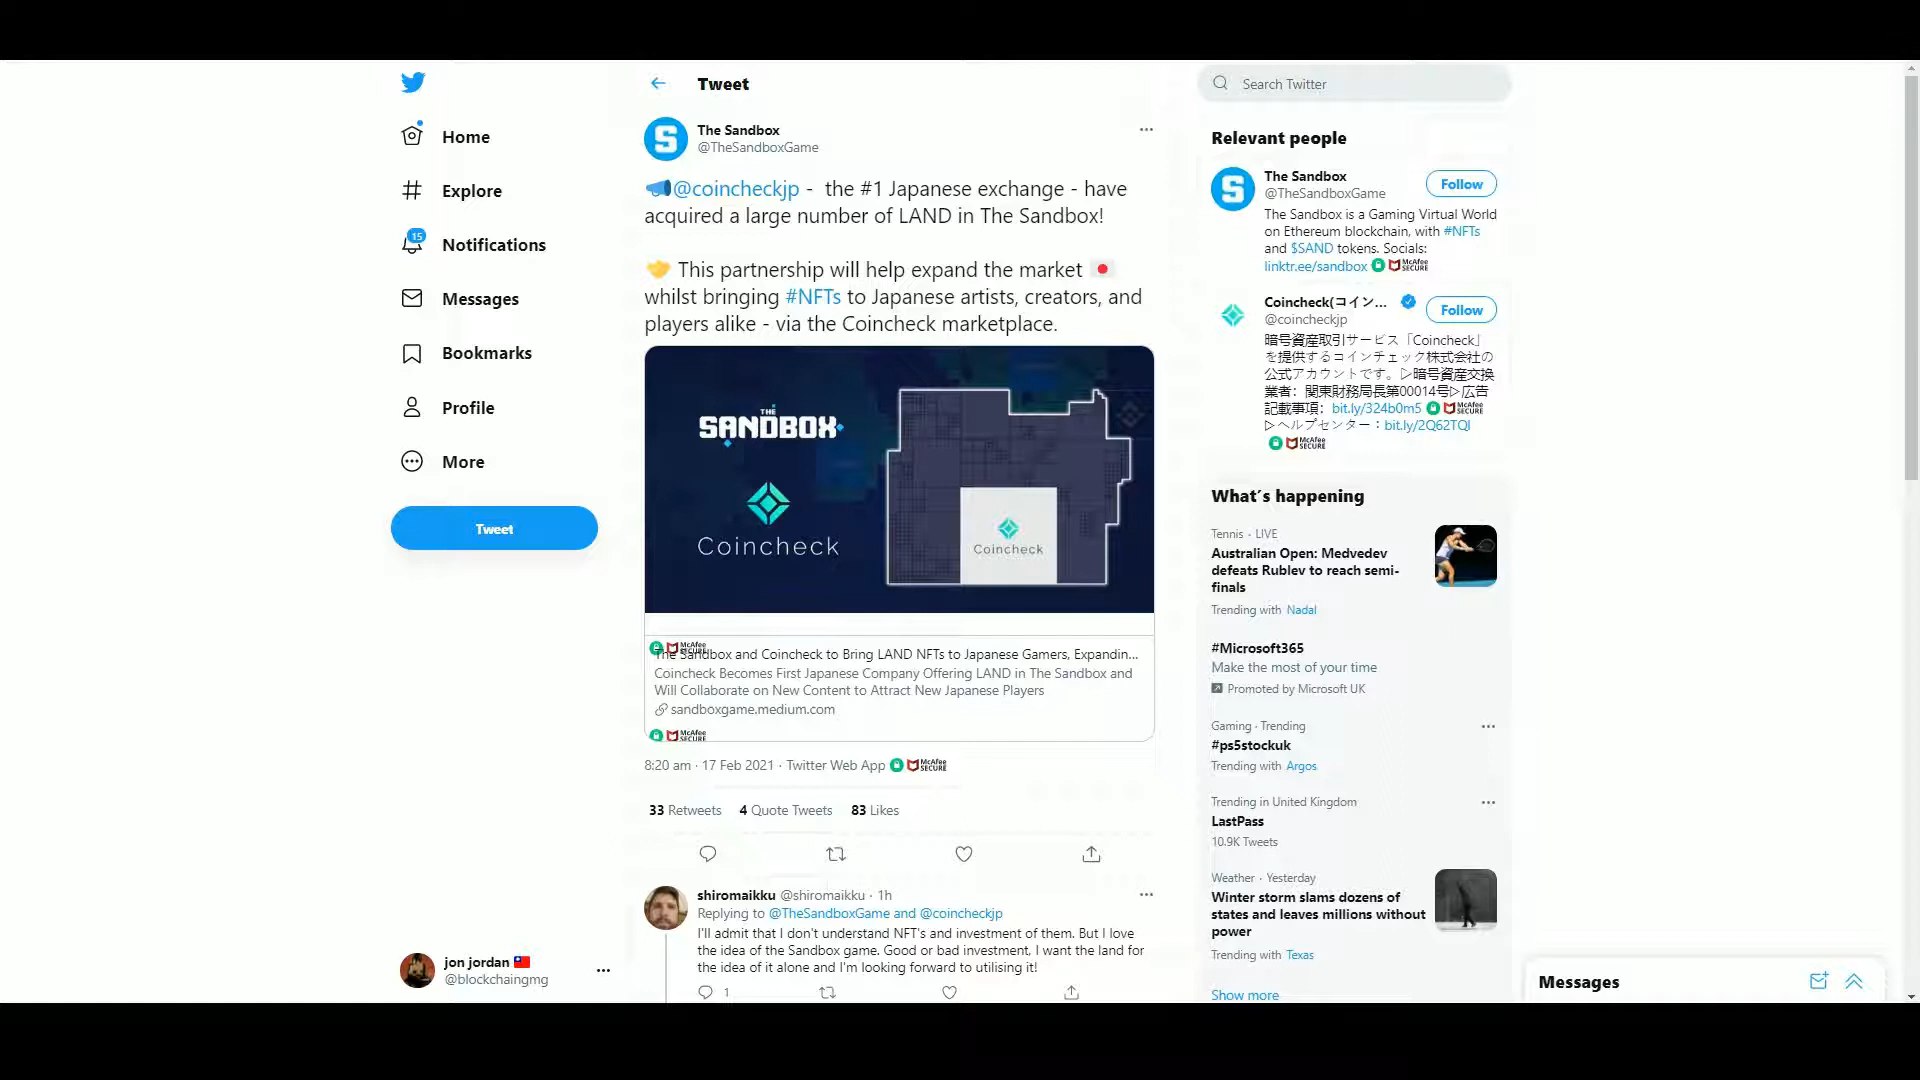 Home
Explore
15
Notifications
Messages
Bookmarks
Profile
More
Tweet
jon jordan
@blockchaingmg
Tweet
The Sandbox
@TheSandboxGame
@coincheckjp - the #1 Japanese exchange - have
acquired a large number of LAND in The Sandbox!
This partnership will help expand the market
whilst bringing #NFTs to Japanese artists, creators, and
players alike - via the Coincheck marketplace.
THE
SANDBOX
Coincheck
Coincheck
McAfee
The Sandbox and Coincheck to Bring LAND NFTs to Japanese Gamers, Expandin...
Coincheck Becomes First Japanese Company Offering LAND in The Sandbox and
Will Collaborate on New Content to Attract New Japanese Players
sandboxgame.medium.com
McAfee
SECURE
8:20 am · 17 Feb 2021 · Twitter Web App McAfee SECURE
33 Retweets 4 Quote Tweets 83 Likes
shiromaikku @shiromaikku · 1h
Replying to @TheSandboxGame and @coincheckjp
I'll admit that I don't understand NFT's and investment of them. But I love
the idea of the Sandbox game. Good or bad investment, I want the land for
the idea of it alone and I'm looking forward to utilising it!
1
Search Twitter
Relevant people
The Sandbox
@TheSandboxGame
Follow
The Sandbox is a Gaming Virtual World
on Ethereum blockchain, with #NFTs
and $SAND tokens. Socials:
linktr.ee/sandbox McAfee SECURE
Coincheck(コイン...
@coincheckjp
Follow
暗号資産取引サービス「Coincheck」
を提供するコインチェック株式会社の
公式アカウントです。▷暗号資産交換
業者：関東財務局長第00014号▷広告
記載事項：bit.ly/324b0m5 McAfee SECURE
▷ヘルプセンター：bit.ly/2Q62TQl
McAfee SECURE
What's happening
Tennis · LIVE
Australian Open: Medvedev
defeats Rublev to reach semi-
finals
Trending with Nadal
#Microsoft365
Make the most of your time
Promoted by Microsoft UK
Gaming · Trending
#ps5stockuk
Trending with Argos
Trending in United Kingdom
LastPass
10.9K Tweets
Weather · Yesterday
Winter storm slams dozens of
states and leaves millions without
power
Trending with Texas
Show more
Messages